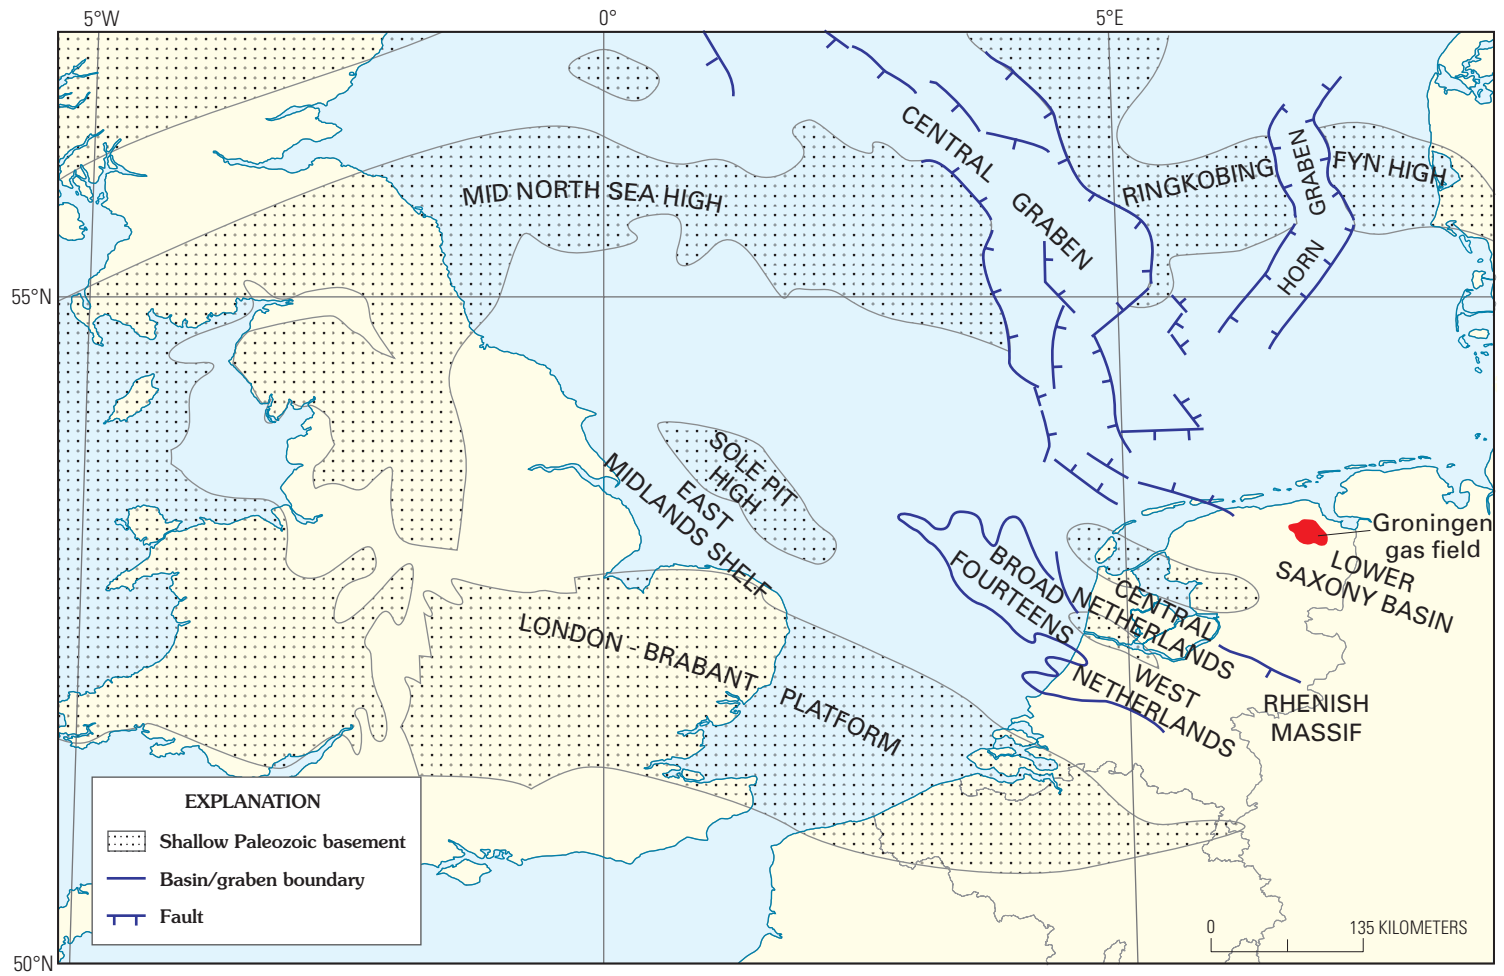 5°W
0°
5°E
CENTRAL
GRABEN
MID NORTH SEA HIGH
RINGKOBING
FYN HIGH
HORN
GRABEN
55°N
SOLE PIT
HIGH
EAST
MIDLANDS SHELF
Groningen
gas field
LOWER
SAXONY BASIN
BROAD
FOURTEENS
CENTRAL
NETHERLANDS
LONDON - BRABANT PLATFORM
WEST
NETHERLANDS
RHENISH
MASSIF
EXPLANATION
Shallow Paleozoic basement
Basin/graben boundary
Fault
0 135 KILOMETERS
50°N